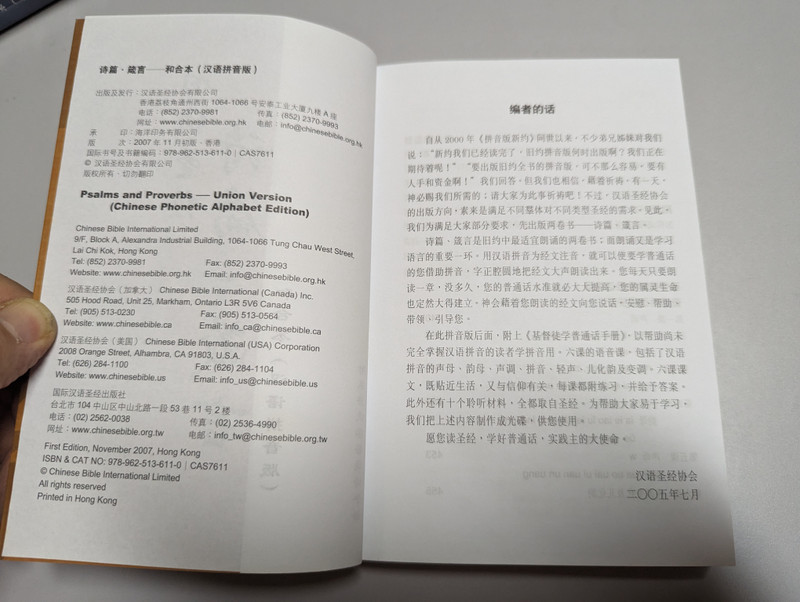 诗篇·箴言——和合本（汉语拼音版）
出版及发行：汉语圣经协会有限公司
香港荔枝角通州西街 1064-1066 号安泰工业大厦九楼 A 座
电话：(852) 2370-9981 传真：(852) 2370-9993
网址：www.chinesebible.org.hk 电邮：info@chinesebible.org.hk
承 印：海洋印务有限公司
版 次：2007 年 11 月初版·香港
国际书号及书籍编码：978-962-513-611-0 | CAS7611
© 汉语圣经协会有限公司
版权所有·切勿翻印
Psalms and Proverbs — Union Version
(Chinese Phonetic Alphabet Edition)
Chinese Bible International Limited
9/F, Block A, Alexandra Industrial Building, 1064-1066 Tung Chau West Street,
Lai Chi Kok, Hong Kong
Tel: (852) 2370-9981 Fax: (852) 2370-9993
Website: www.chinesebible.org.hk Email: info@chinesebible.org.hk
汉语圣经协会（加拿大）Chinese Bible International (Canada) Inc.
505 Hood Road, Unit 25, Markham, Ontario L3R 5V6 Canada
Tel: (905) 513-0230 Fax: (905) 513-0564
Website: www.chinesebible.ca Email: info_ca@chinesebible.ca
汉语圣经协会（美国）Chinese Bible International (USA) Corporation
2008 Orange Street, Alhambra, CA 91803, U.S.A.
Tel: (626) 284-1100 Fax: (626) 284-1104
Website: www.chinesebible.us Email: info_us@chinesebible.us
国际汉语圣经出版社
台北市 104 中山区中山北路一段 53 巷 11 号 2 楼
电话：(02) 2562-0038 传真：(02) 2536-4990
网址：www.chinesebible.org.tw 电邮：info_tw@chinesebible.org.tw
First Edition, November 2007, Hong Kong
ISBN & CAT NO: 978-962-513-611-0 | CAS7611
© Chinese Bible International Limited
All rights reserved
Printed in Hong Kong
编者的话
自从 2000 年《拼音版新约》问世以来，不少弟兄姊妹对我们
说：“新约我们已经读完了，旧约拼音版何时出版啊？我们正在
期待着呢！” “要出版旧约全书的拼音版，可不那么容易，要有
人手和资金啊！”我们回答。但我们也相信，藉着祈祷，有一天，
神必赐我们所需的；请大家为此事祈祷吧！不过，汉语圣经协会
的出版方向，素来是满足不同群体对不同类型圣经的需求。见此，
我们为满足大家部分要求，先出版两卷书——诗篇、箴言。
诗篇、箴言是旧约中最适宜朗诵的两卷书；而朗诵又是学习
语言的重要一环。用汉语拼音为经文注音，就可以使要学普通话
的您借助拼音，字正腔圆地把经文大声朗读出来。您每天只要朗
读一章，没多久，您的普通话水准就必大大提高，您的属灵生命
也定然大得建立。神会藉着您朗读的经文向您说话，安慰、帮助、
带领、引导您。
在此拼音版后面，附上《基督徒学普通话手册》，以帮助尚未
完全掌握汉语拼音的读者学拼音用。六课的语音课，包括了汉语
拼音的声母、韵母、声调、拼音、轻声、儿化韵及变调。六课课
文，既贴近生活，又与信仰有关，每课都附练习，并给予答案。
此外还有十个聆听材料，全都取自圣经。为帮助大家易于学习，
我们把上述内容制作成光碟，供您使用。
愿您读圣经，学好普通话，实践主的大使命。
汉语圣经协会
二〇〇五年七月